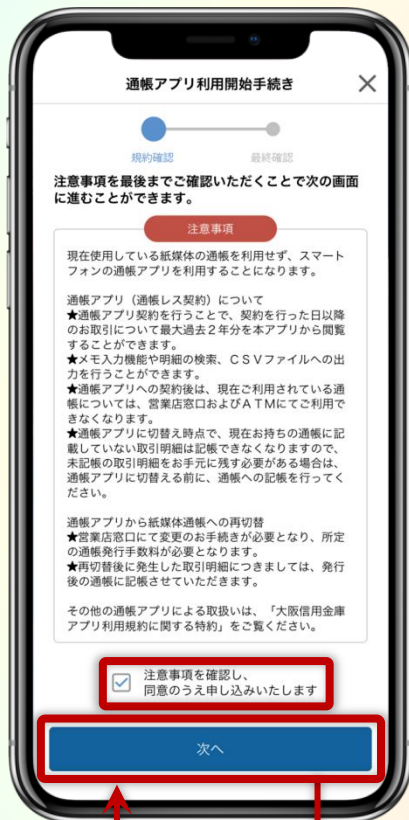 通帳アプリ利用開始手続き
規約確認
最終確認
注意事項を最後までご確認いただくことで次の画面
に進むことができます。
注意事項
現在使用している紙媒体の通帳を利用せず、スマート
フォンの通帳アプリを利用することになります。
通帳アプリ（通帳レス契約）について
★通帳アプリ契約を行うことで、契約を行った日以降
のお取引について最大過去２年分を本アプリから閲覧
することができます。
★メモ入力機能や明細の検索、ＣＳＶファイルへの出
力を行うことができます。
★通帳アプリへの契約後は、現在ご利用されている通
帳については、営業店窓口およびＡＴＭにてご利用で
きなくなります。
★通帳アプリに切替え時点で、現在お持ちの通帳に記
載していない取引明細は記帳できなくなりますので、
未記帳の取引明細をお手元に残す必要がある場合は、
通帳アプリに切替える前に、通帳への記帳を行ってく
ださい。
通帳アプリから紙媒体通帳への再切替
★営業店窓口にて変更のお手続きが必要となり、所定
の通帳発行手数料が必要となります。
★再切替後に発生した取引明細につきましては、発行
後の通帳に記帳させていただきます。
その他の通帳アプリによる取扱いは、「大阪信用金庫
アプリ利用規約に関する特約」をご覧ください。
注意事項を確認し、
同意のうえ申し込みいたします
次へ